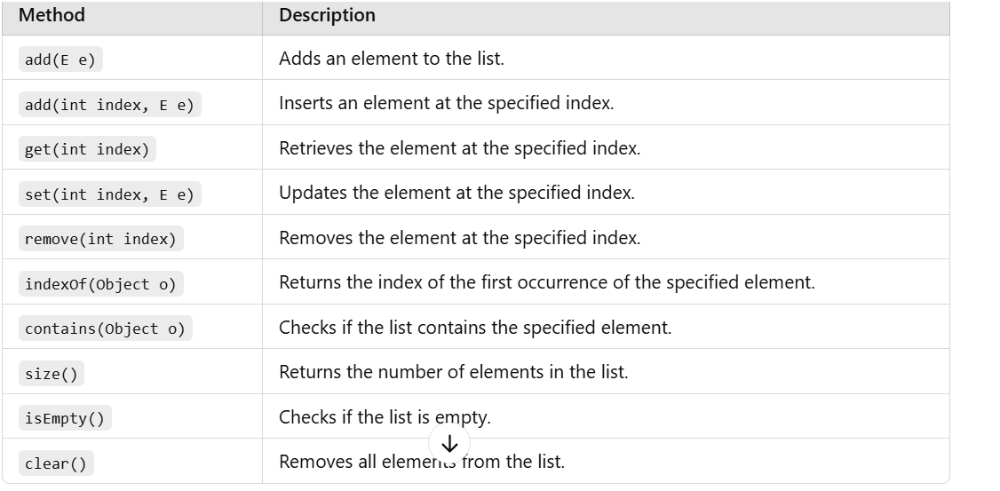 Method Description
add(E e) Adds an element to the list.
add(int index, E e) Inserts an element at the specified index.
get(int index) Retrieves the element at the specified index.
set(int index, E e) Updates the element at the specified index.
remove(int index) Removes the element at the specified index.
indexOf(Object o) Returns the index of the first occurrence of the specified element.
contains(Object o) Checks if the list contains the specified element.
size() Returns the number of elements in the list.
isEmpty() Checks if the list is empty.
clear() Removes all elements from the list.